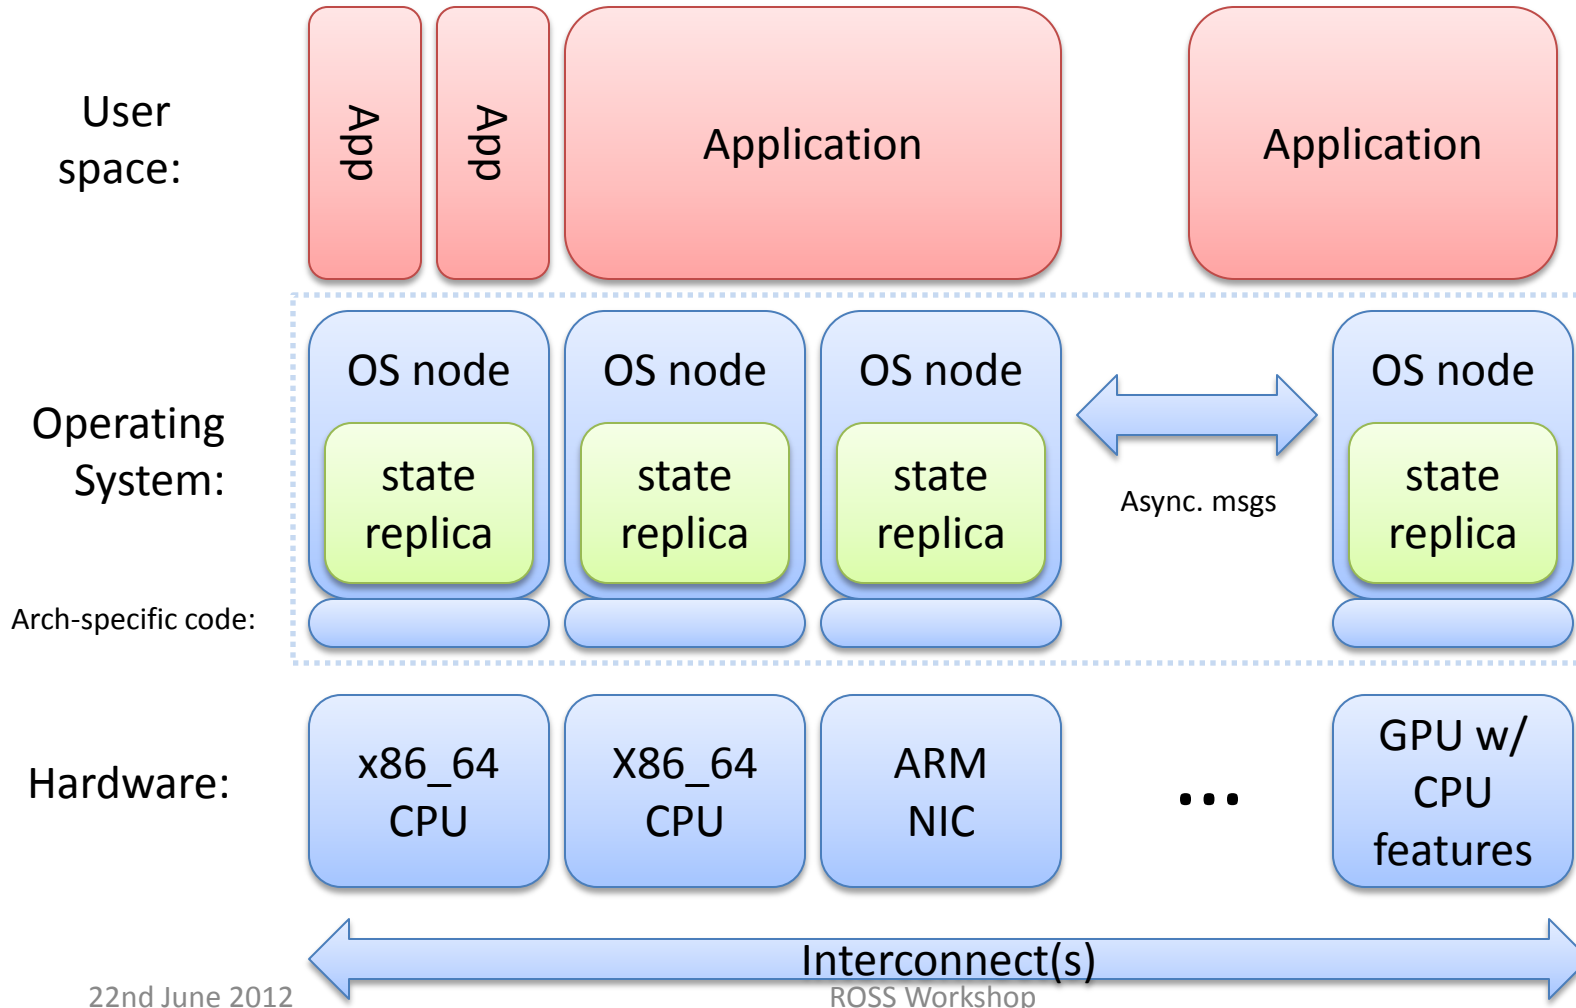 User
space:
App
App
Application
Application
Operating
System:
OS node
OS node
OS node
OS node
state
replica
state
replica
state
replica
Async. msgs
state
replica
Arch-specific code:
Hardware:
x86_64
CPU
X86_64
CPU
ARM
NIC
...
GPU w/
CPU
features
Interconnect(s)
22nd June 2012
ROSS Workshop